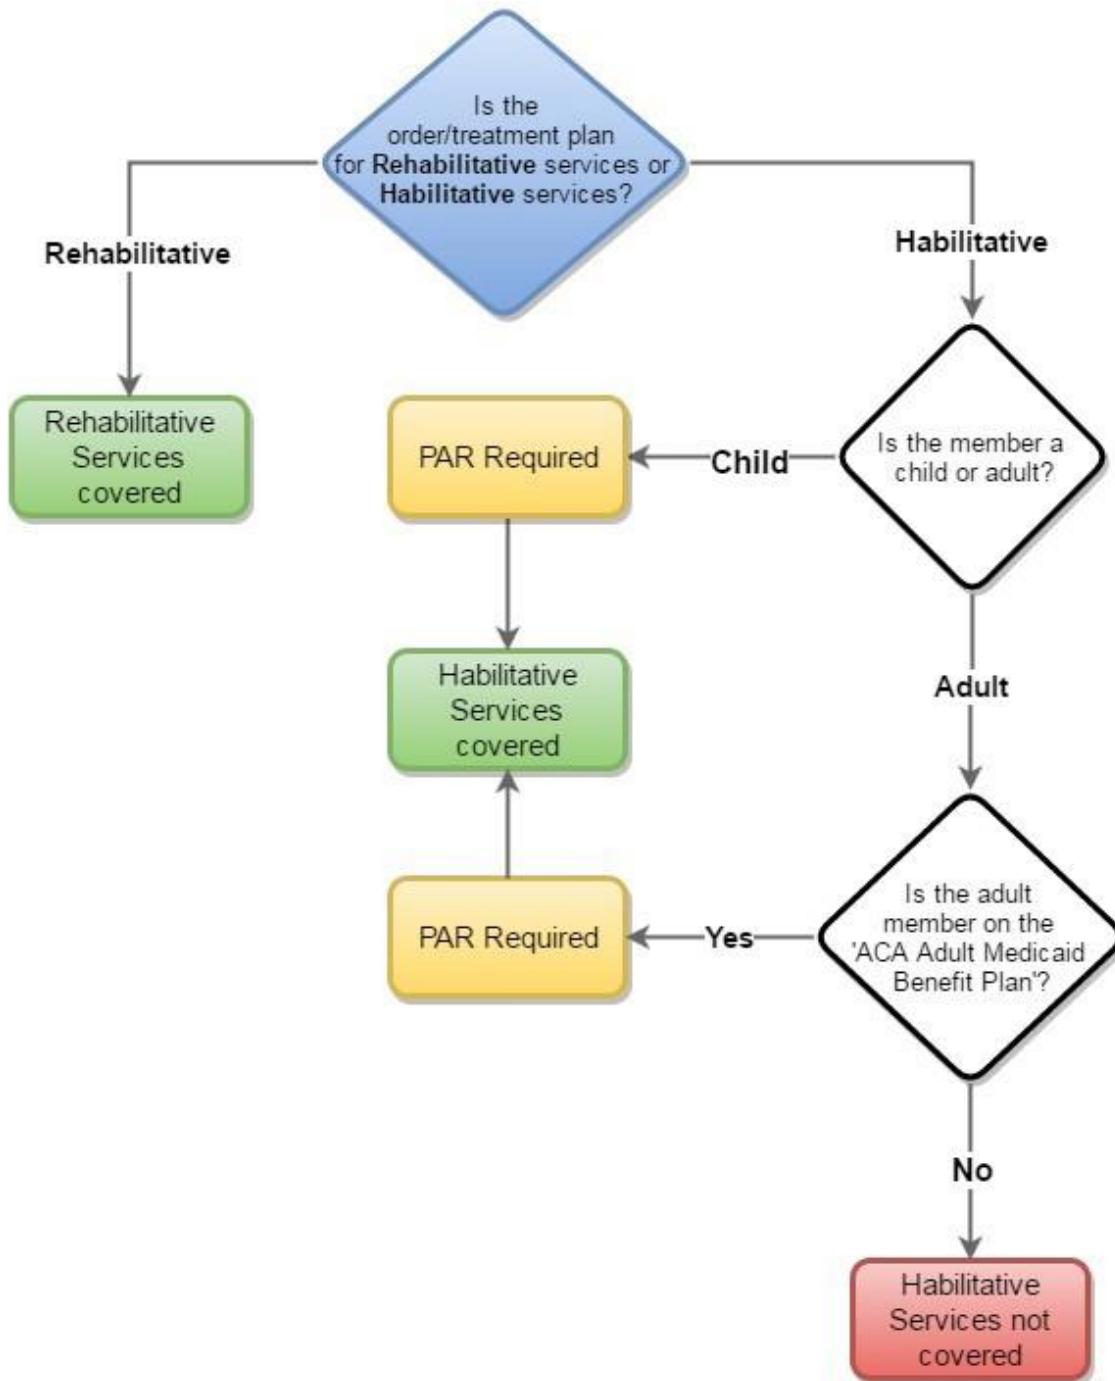 Is the
order/treatment plan
for Rehabilitative services or
Habilitative services?
Rehabilitative
Habilitative
Rehabilitative
Services
covered
PAR Required
Child
Is the member a
child or adult?
Habilitative
Services
covered
Adult
PAR Required
Yes
Is the adult
member on the
'ACA Adult Medicaid
Benefit Plan'?
No
Habilitative
Services not
covered